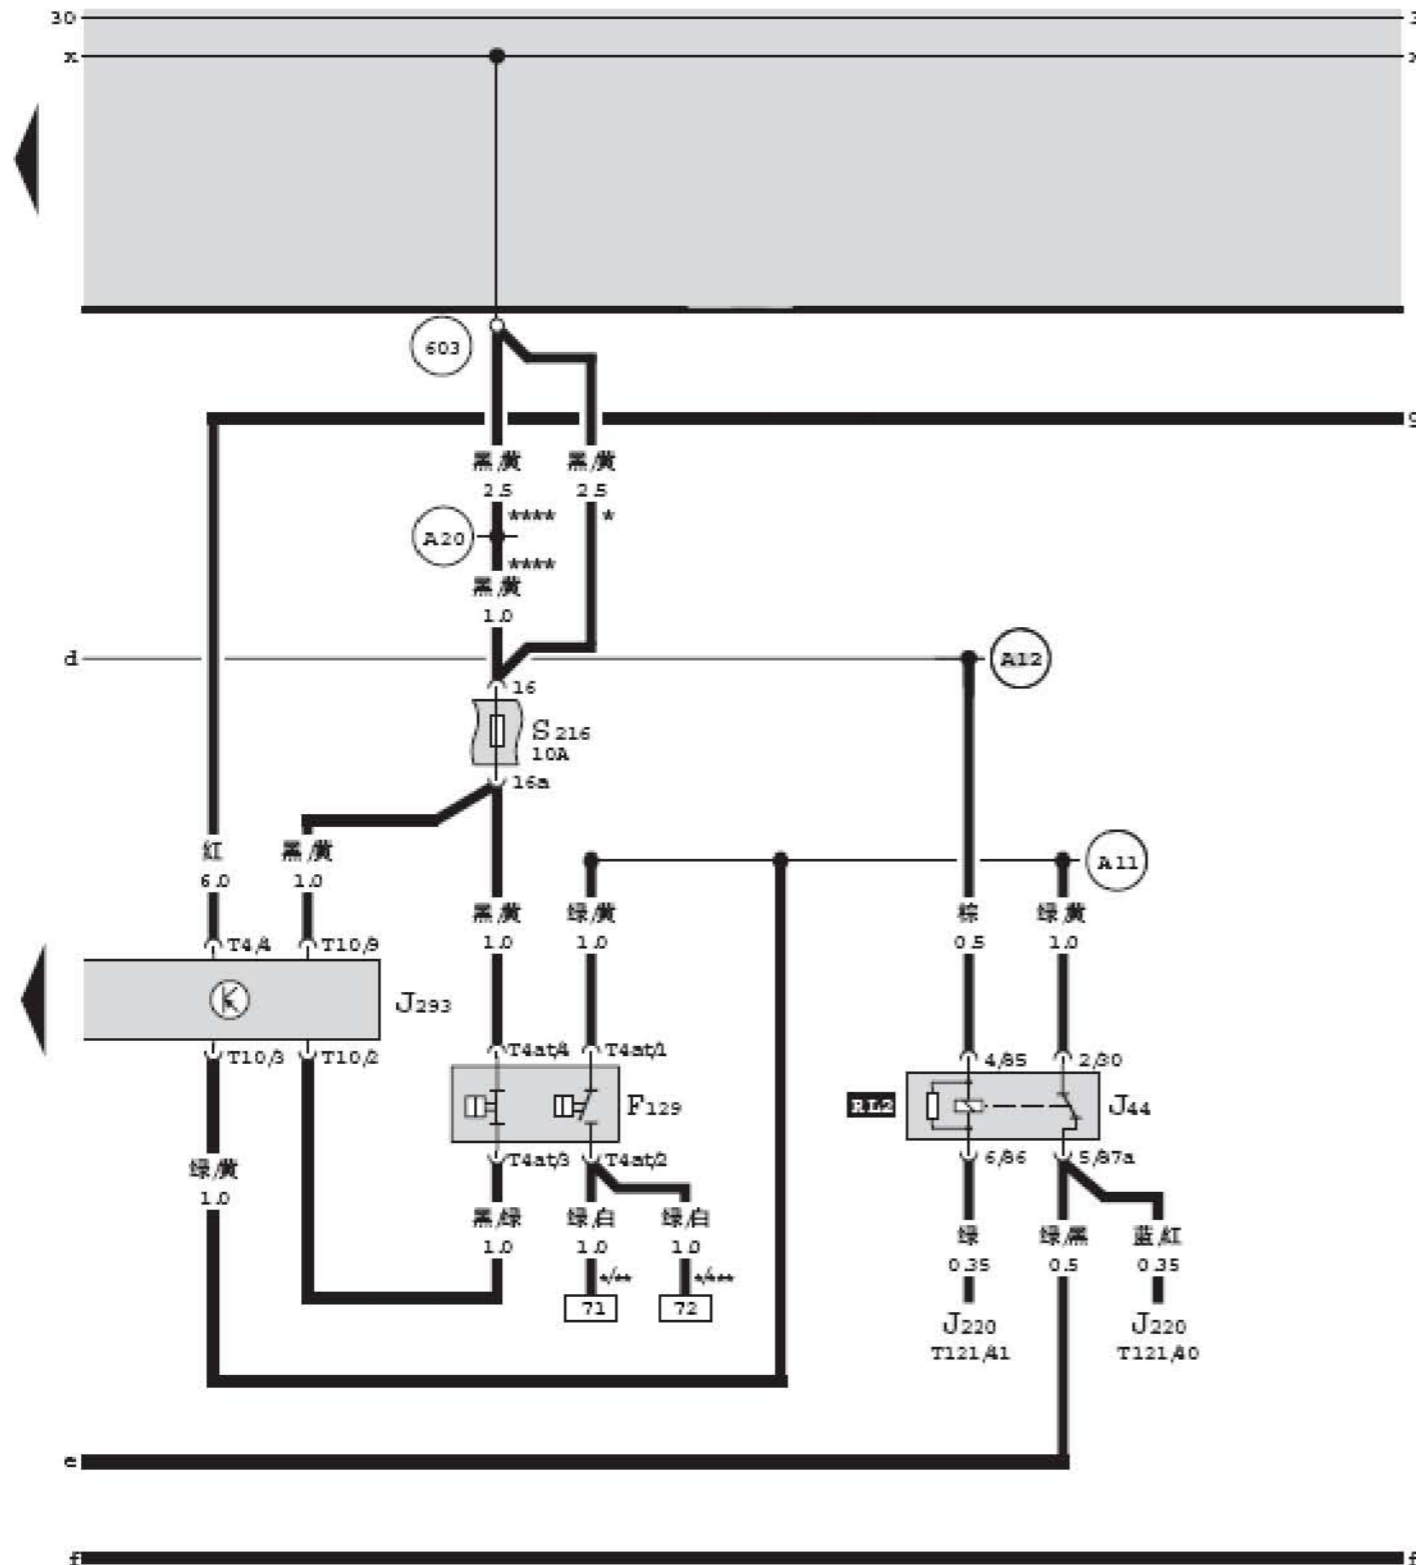 30
x
603
g
黑/黄
2.5
黑/黄
2.5
****
*
A20
****
黑/黄
1.0
d
A12
16
S216
10A
16a
红
6.0
黑/黄
1.0
A11
黑/黄
1.0
绿/黄
1.0
棕
0.5
绿/黄
1.0
T4/4
T10/9
J293
T10/3
T10/2
T4at/4
T4at/1
F129
4/85
2/30
RL2
J44
T4at/3
T4at/2
6/86
5/87a
绿/黄
1.0
黑/绿
1.0
绿/白
1.0
绿/白
1.0
绿
0.35
绿/黑
0.5
蓝/红
0.35
*/**
71
72
J220
T121/41
J220
T121/40
e
f